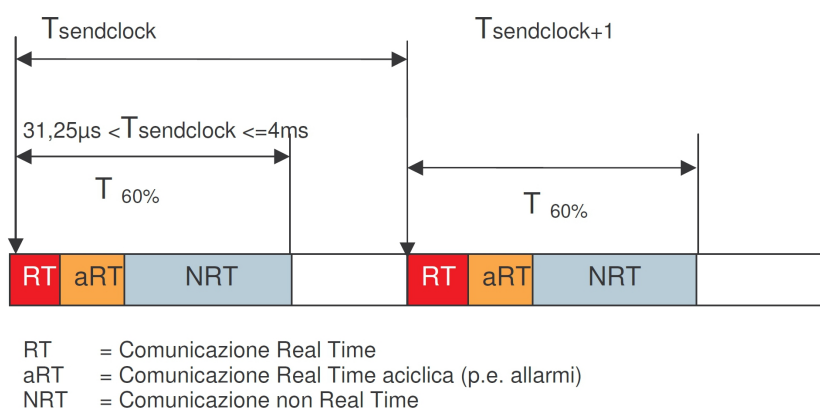 Tsendclock Tsendclock+1
31,25µs <Tsendclock <=4ms
T 60%
T 60%
RT aRT NRT RT aRT NRT
RT = Comunicazione Real Time
aRT = Comunicazione Real Time aciclica (p.e. allarmi)
NRT = Comunicazione non Real Time